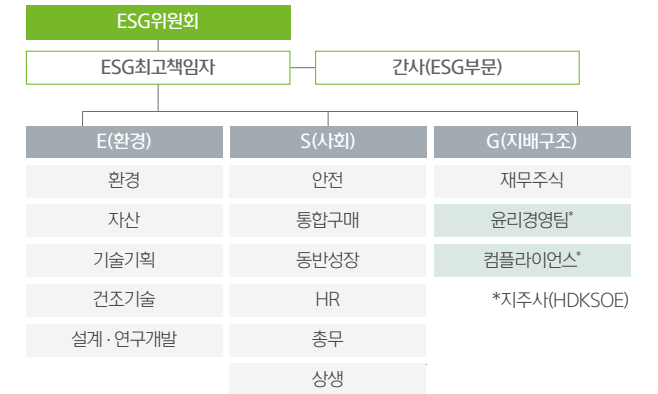 ESG위원회
ESG최고책임자
간사(ESG부문)
E(환경)
환경
자산
기술기획
건조기술
설계·연구개발
S(사회)
안전
통합구매
동반성장
HR
총무
상생
G(지배구조)
재무주식
윤리경영팀*
컴플라이언스*
*지주사(HDKSOE)